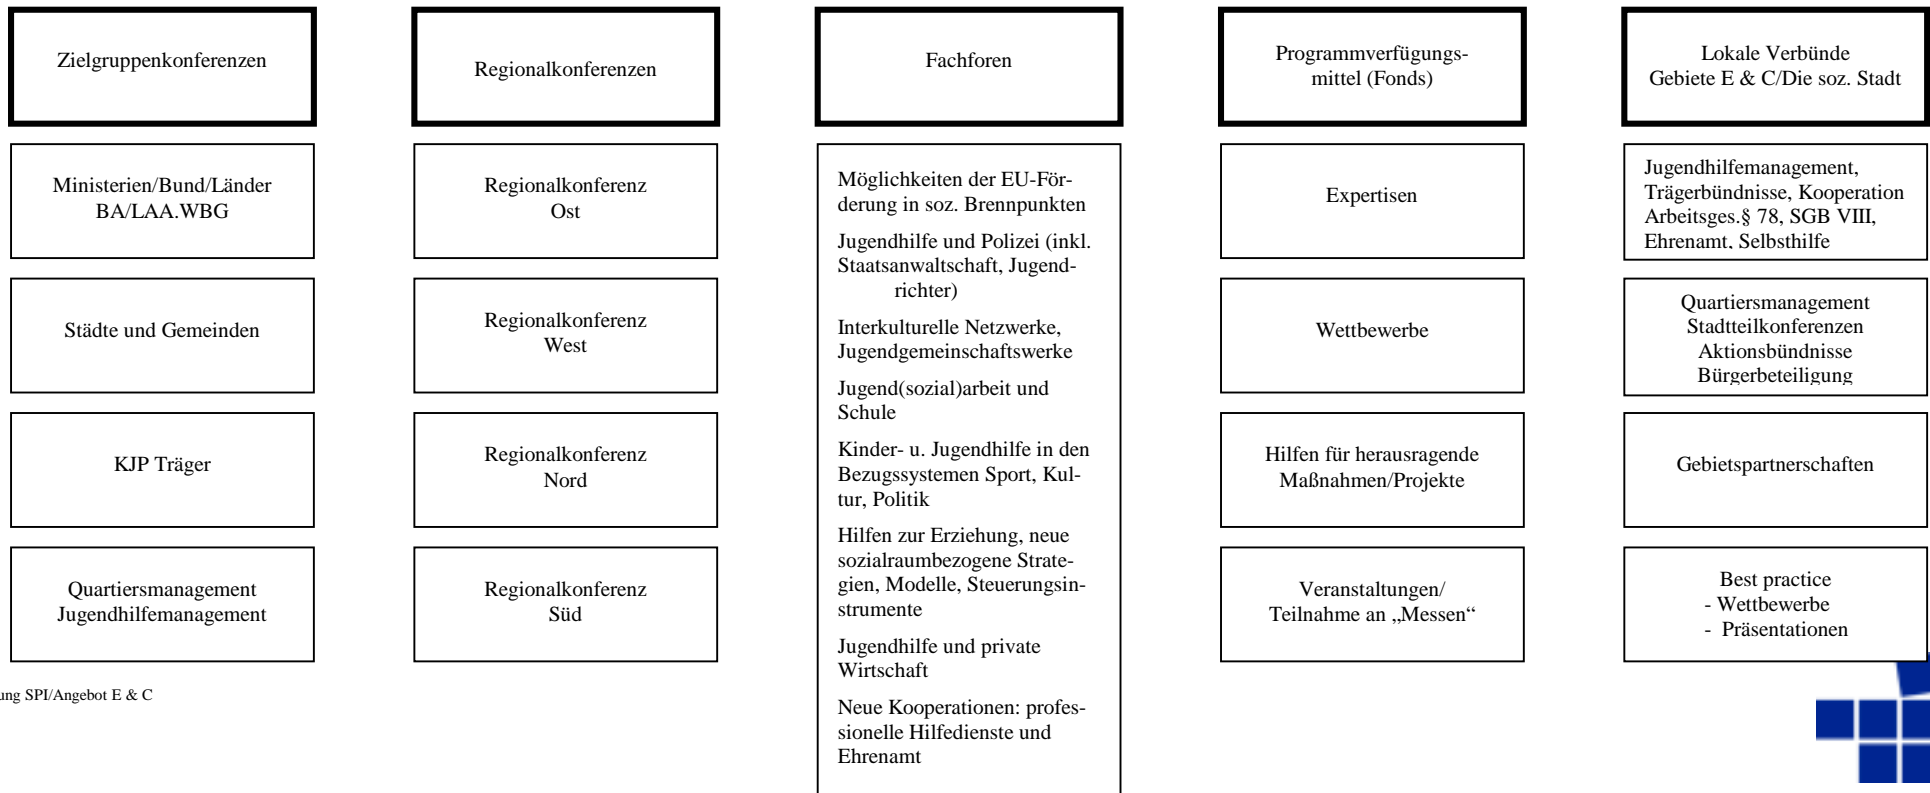 Zielgruppenkonferenzen
Ministerien/Bund/Länder
BA/LAA.WBG
Städte und Gemeinden
KJP Träger
Quartiersmanagement
Jugendhilfemanagement
Regionalkonferenzen
Regionalkonferenz
Ost
Regionalkonferenz
West
Regionalkonferenz
Nord
Regionalkonferenz
Süd
Fachforen
Möglichkeiten der EU-För-
derung in soz. Brennpunkten
Jugendhilfe und Polizei (inkl.
Staatsanwaltschaft, Jugend-
richter)
Interkulturelle Netzwerke,
Jugendgemeinschaftswerke
Jugend(sozial)arbeit und
Schule
Kinder- u. Jugendhilfe in den
Bezugssystemen Sport, Kul-
tur, Politik
Hilfen zur Erziehung, neue
sozialraumbezogene Strate-
gien, Modelle, Steuerungsin-
strumente
Jugendhilfe und private
Wirtschaft
Neue Kooperationen: profes-
sionelle Hilfedienste und
Ehrenamt
Programmverfügungs-
mittel (Fonds)
Expertisen
Wettbewerbe
Hilfen für herausragende
Maßnahmen/Projekte
Veranstaltungen/
Teilnahme an „Messen“
Lokale Verbünde
Gebiete E & C/Die soz. Stadt
Jugendhilfemanagement,
Trägerbündnisse, Kooperation
Arbeitsges.§ 78, SGB VIII,
Ehrenamt, Selbsthilfe
Quartiersmanagement
Stadtteilkonferenzen
Aktionsbündnisse
Bürgerbeteiligung
Gebietspartnerschaften
Best practice
- Wettbewerbe
- Präsentationen
ung SPI/Angebot E & C